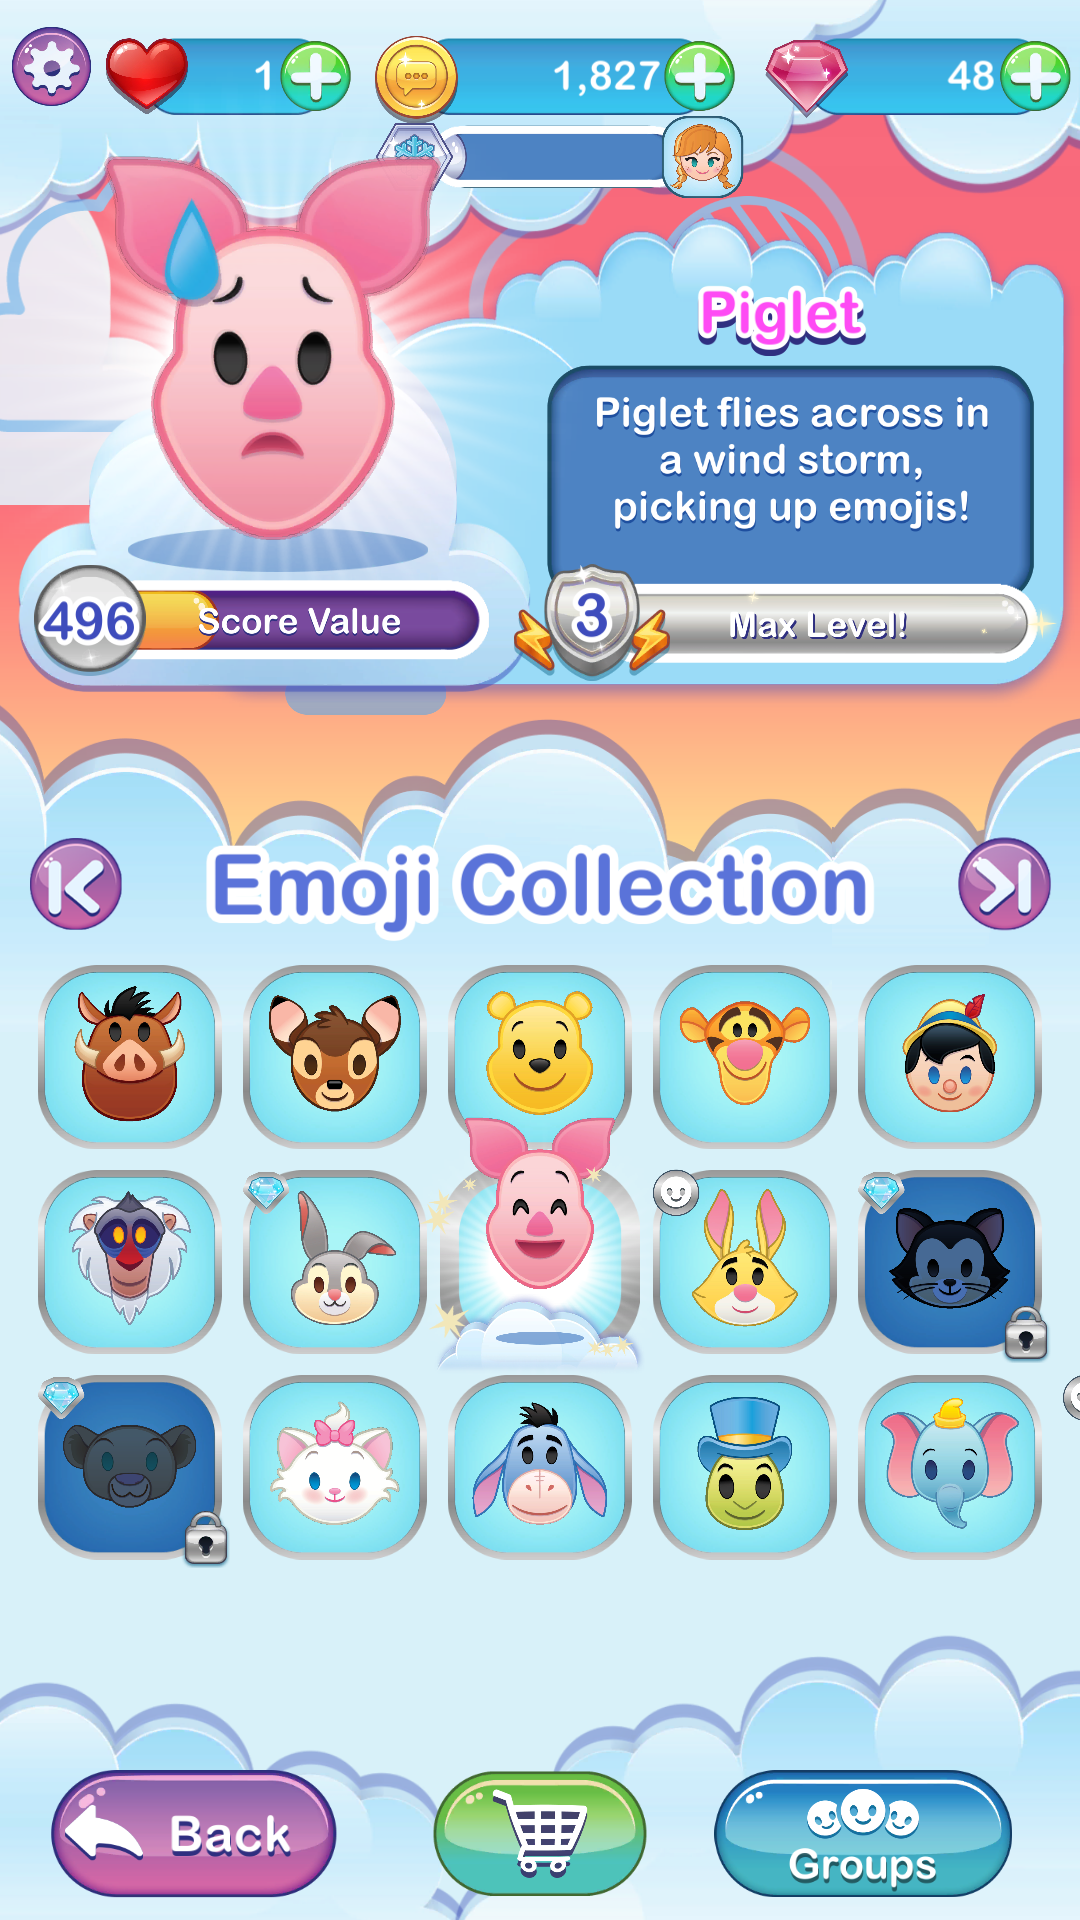 1
1,827
48
Piglet
Piglet flies across in
a wind storm,
picking up emojis!
496
Score Value
3
Max Level!
Emoji Collection
Back
Groups